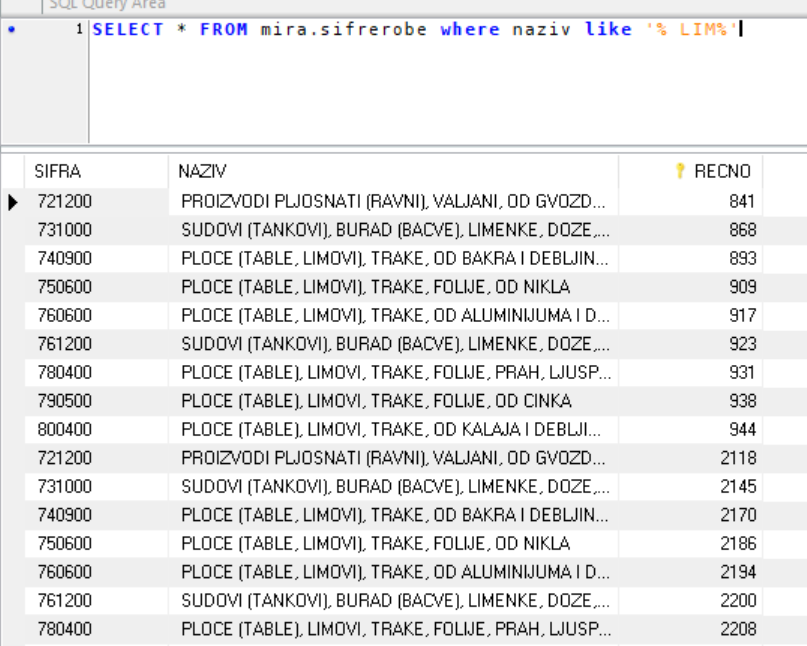 SQL Query Area
1 SELECT * FROM mira.sifrerobe where naziv like '% LIM%'
SIFRA NAZIV RECNO
721200 PROIZVODI PLJOSNATI (RAVNI), VALJANI, OD GVOZD... 841
731000 SUDOVI (TANKOVI), BURAD (BACVE), LIMENKE, DOZE,... 868
740900 PLOCE (TABLE, LIMOVI), TRAKE, OD BAKRA I DEBLJIN... 893
750600 PLOCE (TABLE, LIMOVI), TRAKE, FOLIJE, OD NIKLA 909
760600 PLOCE (TABLE, LIMOVI), TRAKE, OD ALUMINIJUMA I D... 917
761200 SUDOVI (TANKOVI), BURAD (BACVE), LIMENKE, DOZE,... 923
780400 PLOCE (TABLE), LIMOVI, TRAKE, FOLIJE, PRAH, LJUSP... 931
790500 PLOCE (TABLE), LIMOVI, TRAKE, FOLIJE, OD CINKA 938
800400 PLOCE (TABLE), LIMOVI, TRAKE, OD KALAJA I DEBLJI... 944
721200 PROIZVODI PLJOSNATI (RAVNI), VALJANI, OD GVOZD... 2118
731000 SUDOVI (TANKOVI), BURAD (BACVE), LIMENKE, DOZE,... 2145
740900 PLOCE (TABLE, LIMOVI), TRAKE, OD BAKRA I DEBLJIN... 2170
750600 PLOCE (TABLE, LIMOVI), TRAKE, FOLIJE, OD NIKLA 2186
760600 PLOCE (TABLE, LIMOVI), TRAKE, OD ALUMINIJUMA I D... 2194
761200 SUDOVI (TANKOVI), BURAD (BACVE), LIMENKE, DOZE,... 2200
780400 PLOCE (TABLE), LIMOVI, TRAKE, FOLIJE, PRAH, LJUSP... 2208